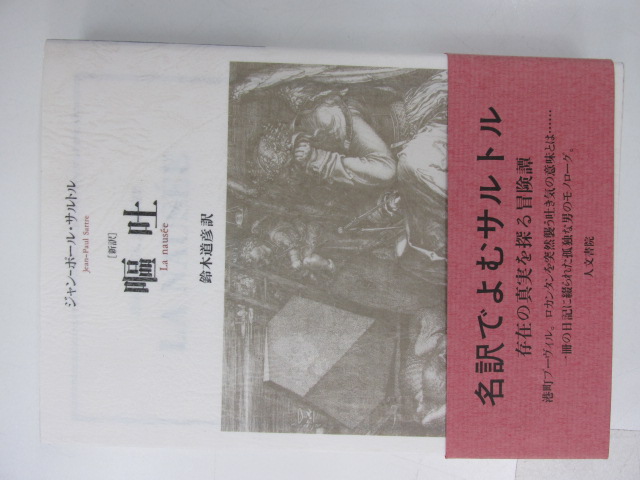 ジャン-ポール・サルトル
Jean-Paul Sartre
［新訳］
嘔吐
La nausée
鈴木道彦訳
名訳でよむサルトル
存在の真実を探る冒険譚
港町ブーヴィル。ロカンタンを突然襲う吐き気の意味とは……
一冊の日記に綴られた孤独な男のモノローグ。
人文書院